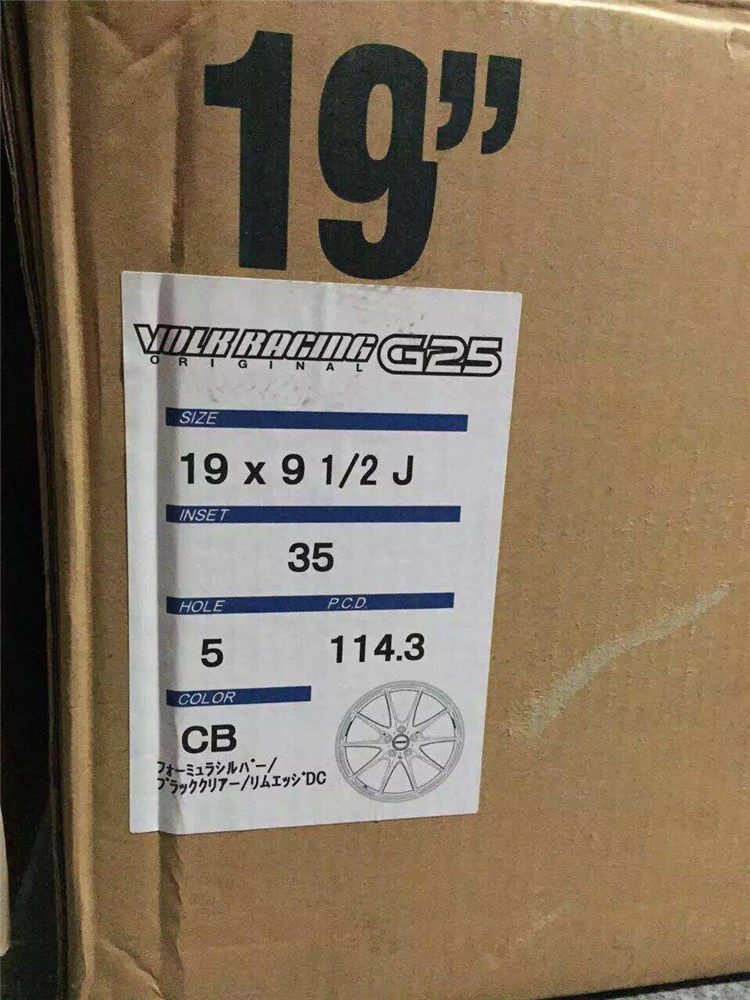 19”
VOLK RACING G25
ORIGINAL
SIZE
19 x 9 1/2 J
INSET
35
HOLE P.C.D.
5 114.3
COLOR
CB
フォーミュラシルバー/
ブラッククリアー/リムエッジDC